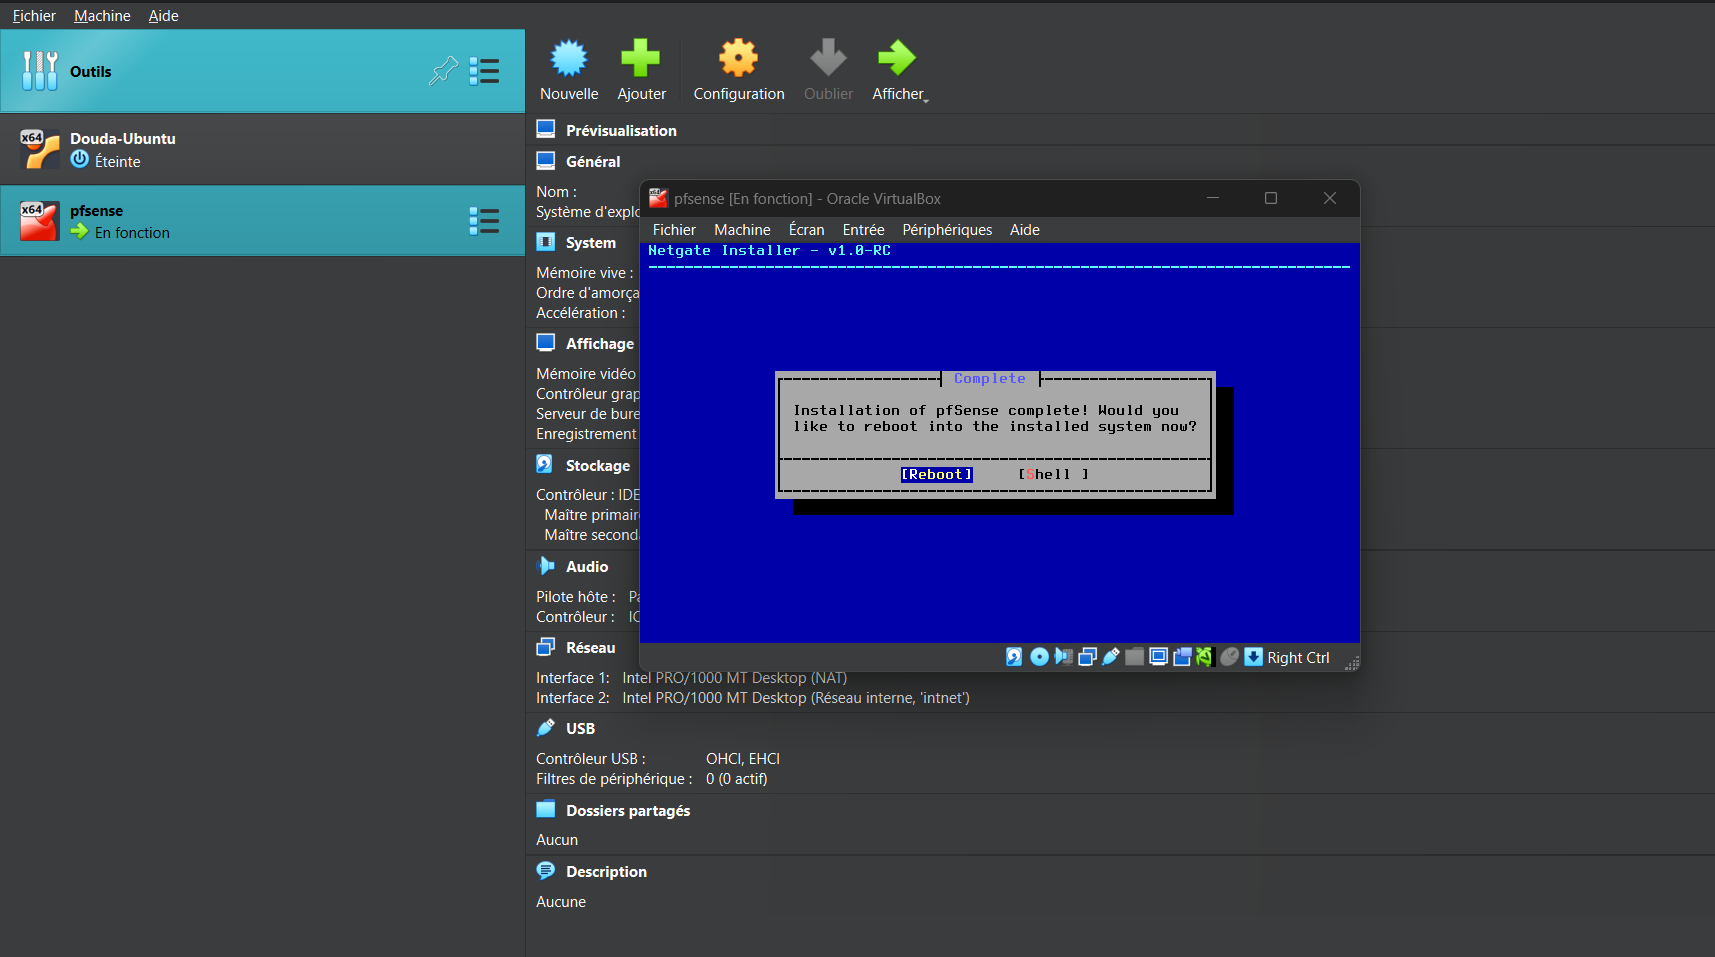 Fichier Machine Aide
Outils
Nouvelle Ajouter Configuration Oublier Afficher
x64 Douda-Ubuntu
Éteinte
x64 pfsense
En fonction
Prévisualisation
Général
Nom :
Système d'explo
System
Mémoire vive :
Ordre d'amorça
Accélération :
Affichage
Mémoire vidéo
Contrôleur grap
Serveur de bure
Enregistrement
Stockage
Contrôleur : IDE
Maître primair
Maître second
Audio
Pilote hôte : Pa
Contrôleur : IC
Réseau
Interface 1: Intel PRO/1000 MT Desktop (NAT)
Interface 2: Intel PRO/1000 MT Desktop (Réseau interne, 'intnet')
USB
Contrôleur USB : OHCI, EHCI
Filtres de périphérique : 0 (0 actif)
Dossiers partagés
Aucun
Description
Aucune
x64 pfsense [En fonction] - Oracle VirtualBox
Fichier Machine Écran Entrée Périphériques Aide
Netgate Installer - v1.0-RC
Complete
Installation of pfSense complete! Would you
like to reboot into the installed system now?
[Reboot] [Shell ]
Right Ctrl